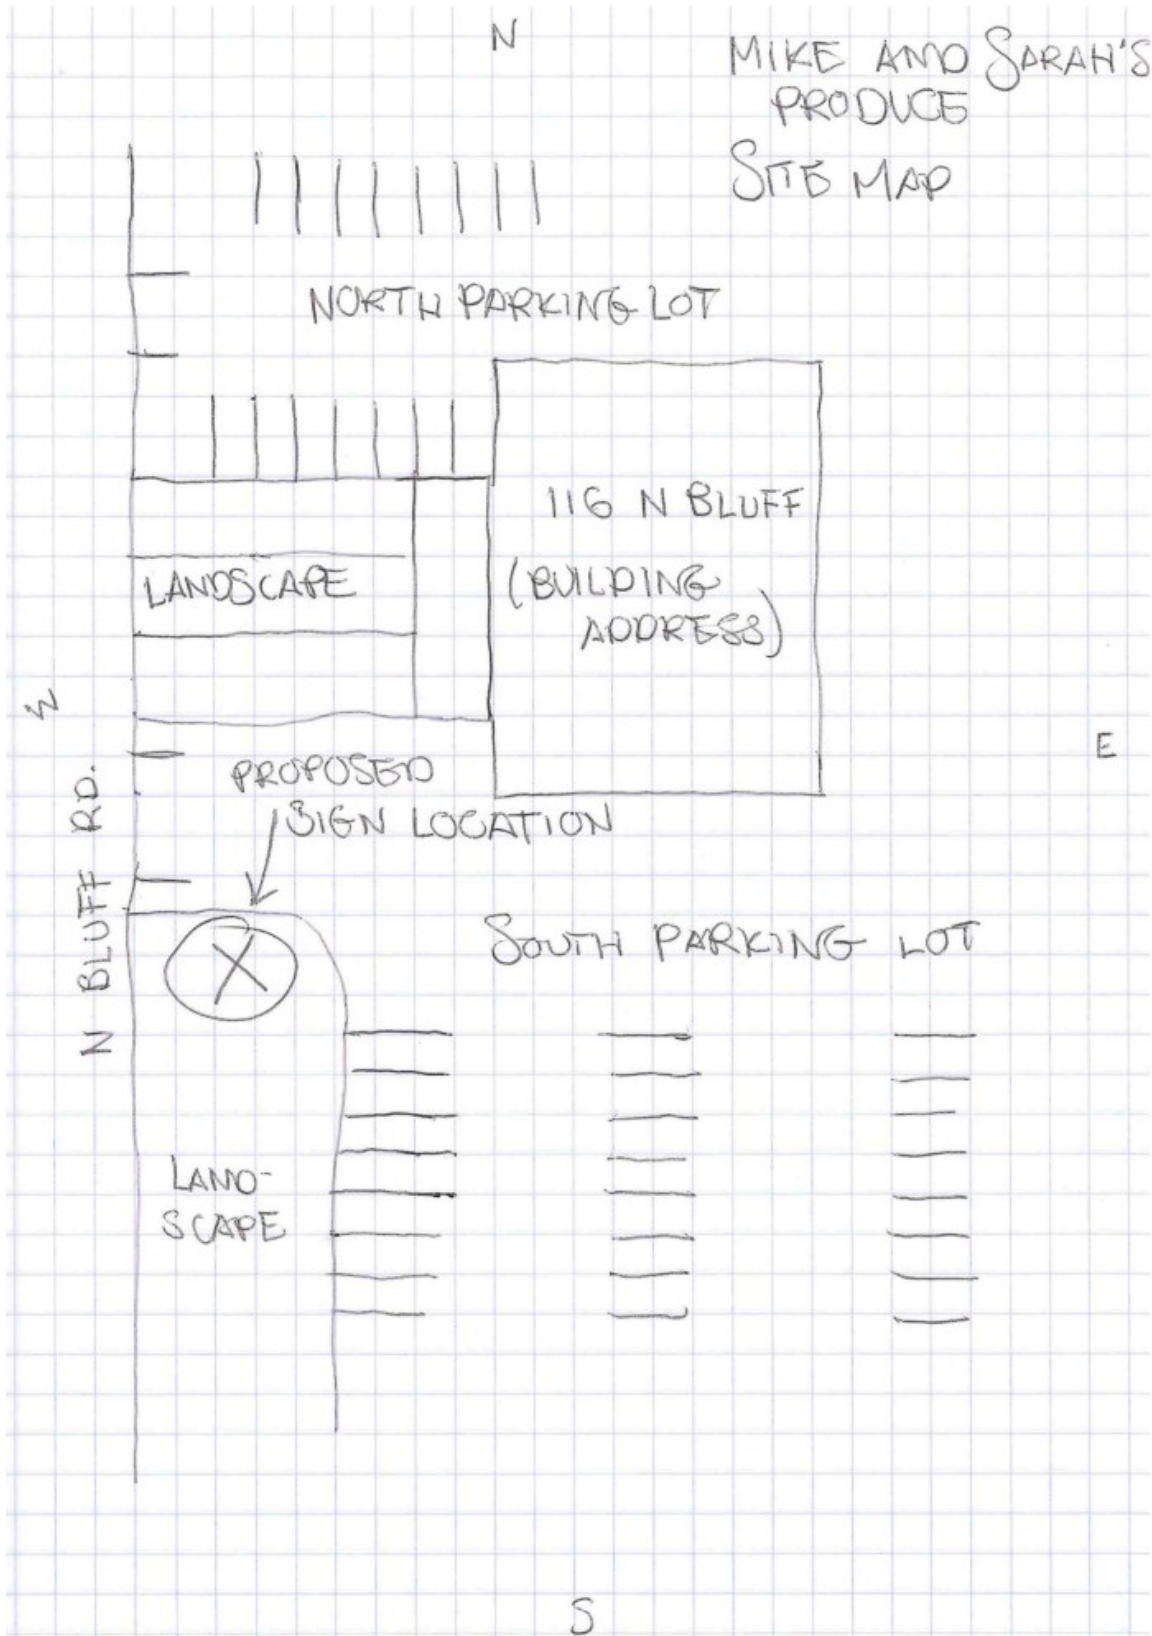 N
MIKE AND SARAH'S
PRODUCE
SITE MAP
NORTH PARKING LOT
116 N BLUFF
(BUILDING
ADDRESS)
LANDSCAPE
W
E
N BLUFF RD.
PROPOSED
SIGN LOCATION
X
SOUTH PARKING LOT
LAND-
SCAPE
S